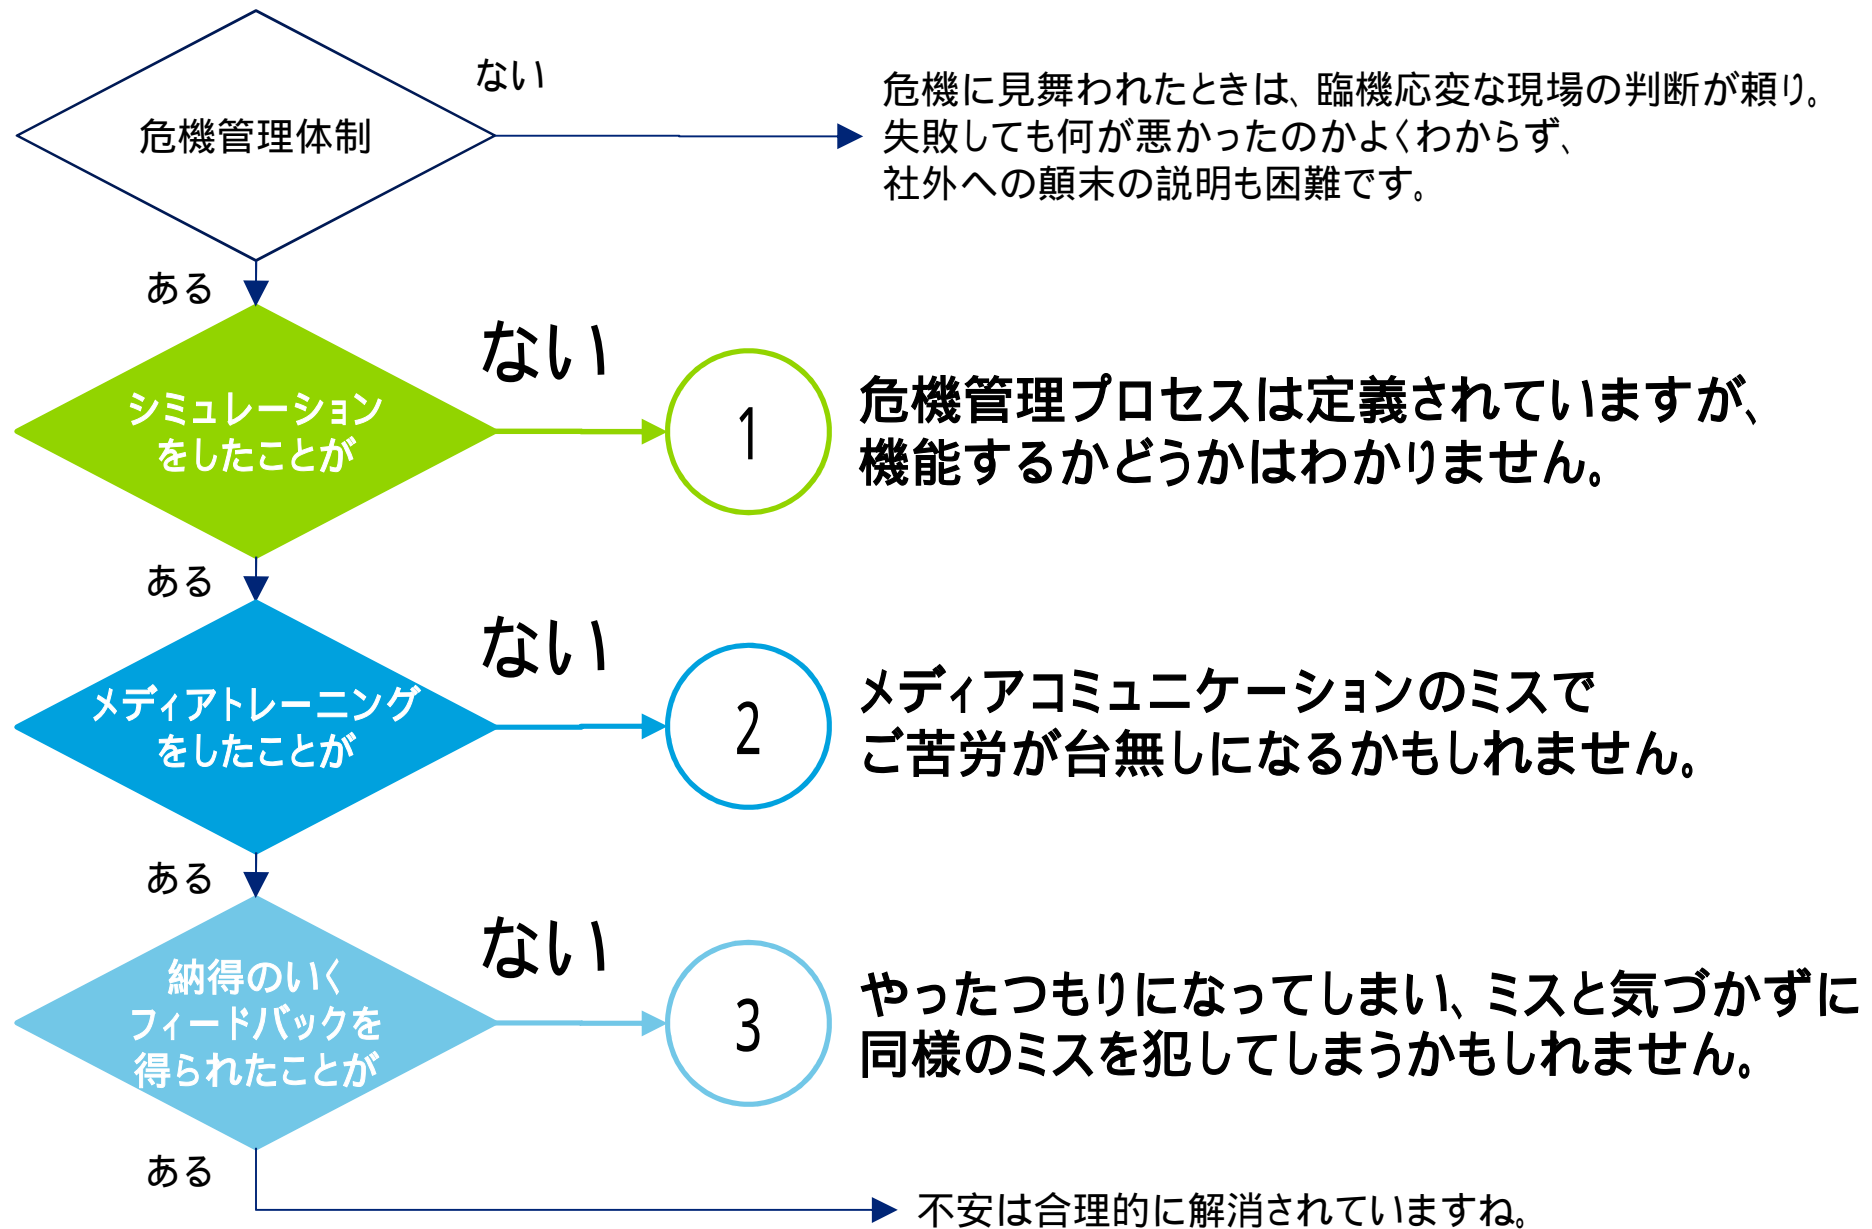 危機管理体制
ない
危機に見舞われたときは、臨機応変な現場の判断が頼り。
失敗しても何が悪かったのかよくわからず、
社外への顛末の説明も困難です。
ある
シミュレーション
をしたことが
ない
1
危機管理プロセスは定義されていますが、
機能するかどうかはわかりません。
ある
メディアトレーニング
をしたことが
ない
2
メディアコミュニケーションのミスで
ご苦労が台無しになるかもしれません。
ある
納得のいく
フィードバックを
得られたことが
ない
3
やったつもりになってしまい、ミスと気づかずに
同様のミスを犯してしまうかもしれません。
ある
不安は合理的に解消されていますね。